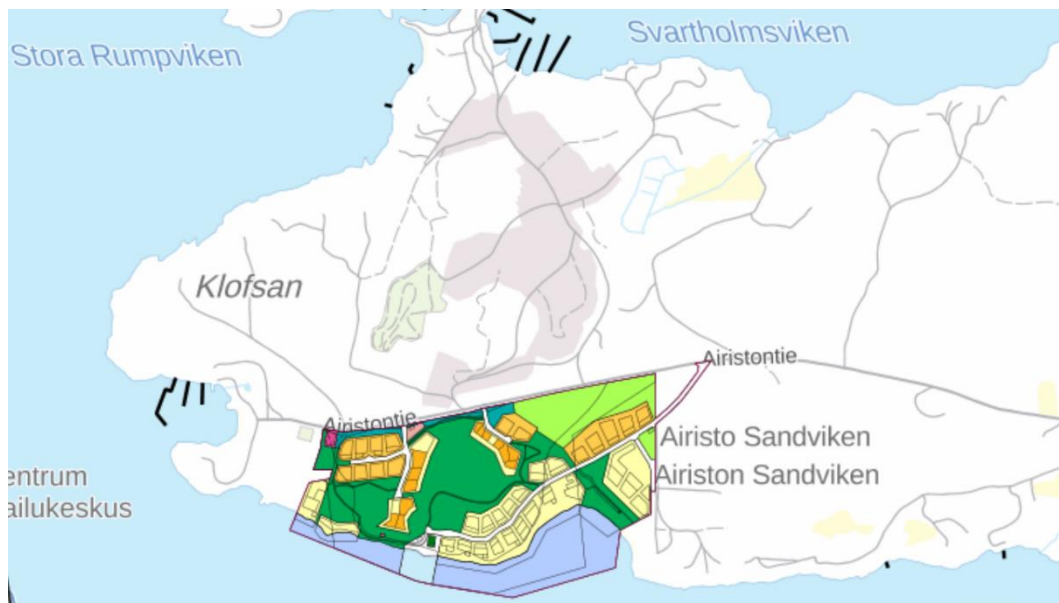 Svartholmsviken
Stora Rumpviken
Klofsan
Airistontie
Airistontie
Airisto Sandviken
Airiston Sandviken
entrum
ailukeskus